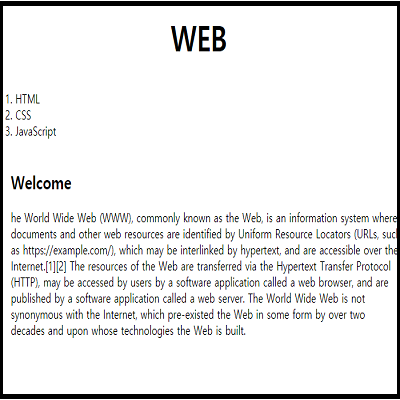 WEB
1. HTML
2. CSS
3. JavaScript
Welcome
he World Wide Web (WWW), commonly known as the Web, is an information system where
documents and other web resources are identified by Uniform Resource Locators (URLs, suc
as https://example.com/), which may be interlinked by hypertext, and are accessible over the
Internet.[1][2] The resources of the Web are transferred via the Hypertext Transfer Protocol
(HTTP), may be accessed by users by a software application called a web browser, and are
published by a software application called a web server. The World Wide Web is not
synonymous with the Internet, which pre-existed the Web in some form by over two
decades and upon whose technologies the Web is built.